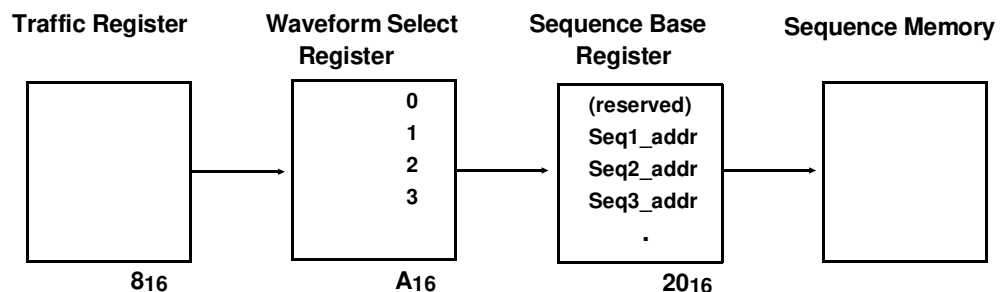 Traffic Register
Waveform Select
Register
Sequence Base
Register
Sequence Memory
0
1
2
3
(reserved)
Seq1_addr
Seq2_addr
Seq3_addr
.
816
A16
2016